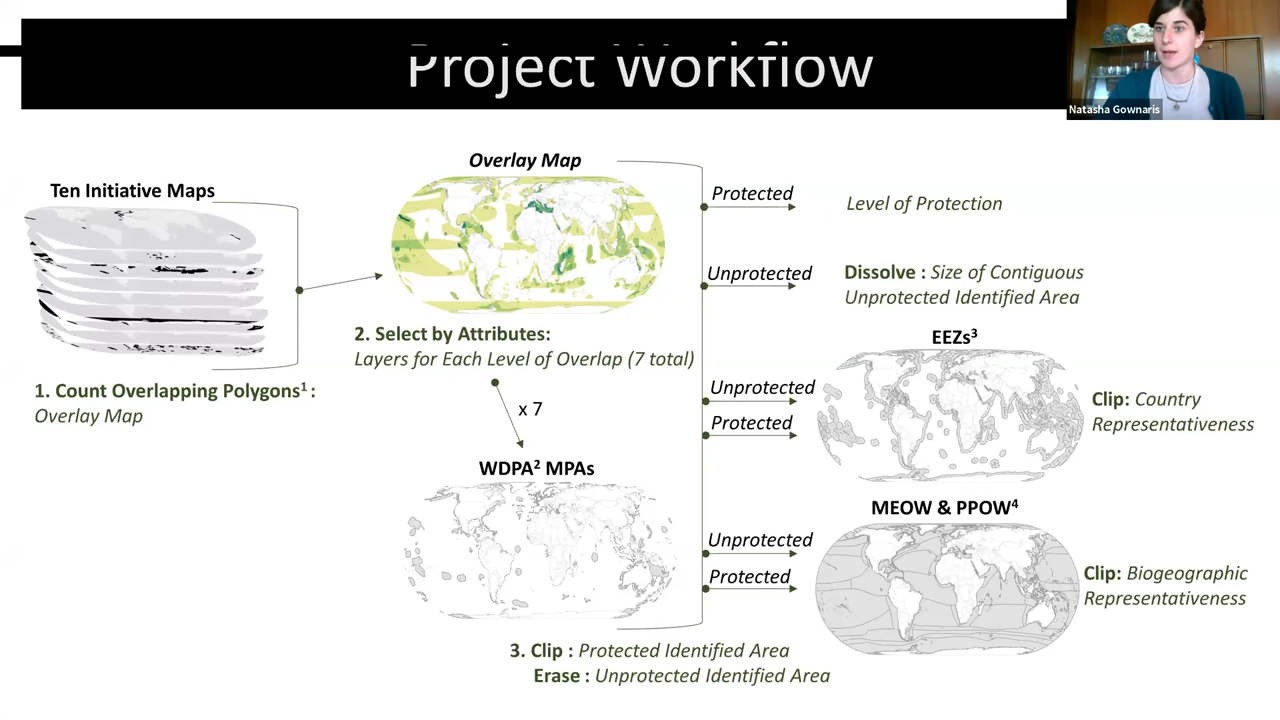 Project Workflow
Natasha Gownaris
Ten Initiative Maps
1. Count Overlapping Polygons¹ :
Overlay Map
Overlay Map
2. Select by Attributes:
Layers for Each Level of Overlap (7 total)
x 7
WDPA² MPAs
3. Clip : Protected Identified Area
Erase : Unprotected Identified Area
Protected
Level of Protection
Unprotected
Dissolve : Size of Contiguous
Unprotected Identified Area
EEZs³
Unprotected
Protected
Clip: Country
Representativeness
MEOW & PPOW⁴
Unprotected
Protected
Clip: Biogeographic
Representativeness